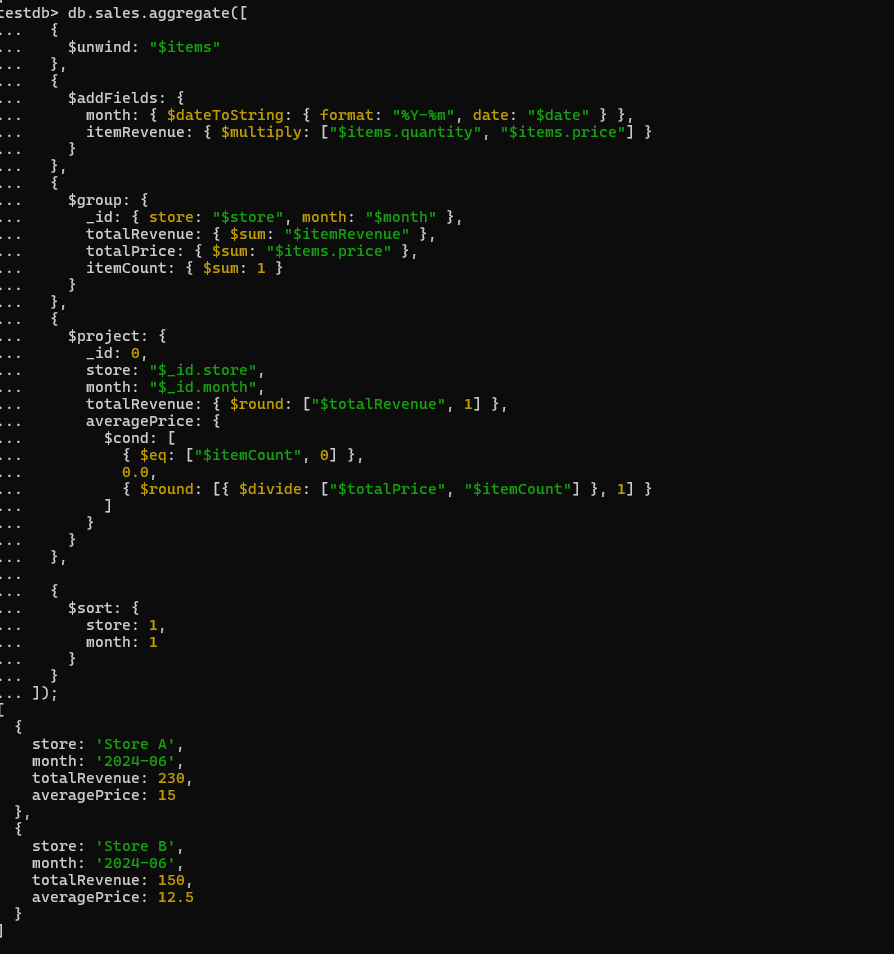 testdb> db.sales.aggregate([
...   {
...     $unwind: "$items"
...   },
...   {
...     $addFields: {
...       month: { $dateToString: { format: "%Y-%m", date: "$date" } },
...       itemRevenue: { $multiply: ["$items.quantity", "$items.price"] }
...     }
...   },
...   {
...     $group: {
...       _id: { store: "$store", month: "$month" },
...       totalRevenue: { $sum: "$itemRevenue" },
...       totalPrice: { $sum: "$items.price" },
...       itemCount: { $sum: 1 }
...     }
...   },
...   {
...     $project: {
...       _id: 0,
...       store: "$_id.store",
...       month: "$_id.month",
...       totalRevenue: { $round: ["$totalRevenue", 1] },
...       averagePrice: {
...         $cond: [
...           { $eq: ["$itemCount", 0] },
...           0.0,
...           { $round: [{ $divide: ["$totalPrice", "$itemCount"] }, 1] }
...         ]
...       }
...     }
...   },
...
...   {
...     $sort: {
...       store: 1,
...       month: 1
...     }
...   }
... ]);
[
  {
    store: 'Store A',
    month: '2024-06',
    totalRevenue: 230,
    averagePrice: 15
  },
  {
    store: 'Store B',
    month: '2024-06',
    totalRevenue: 150,
    averagePrice: 12.5
  }
]